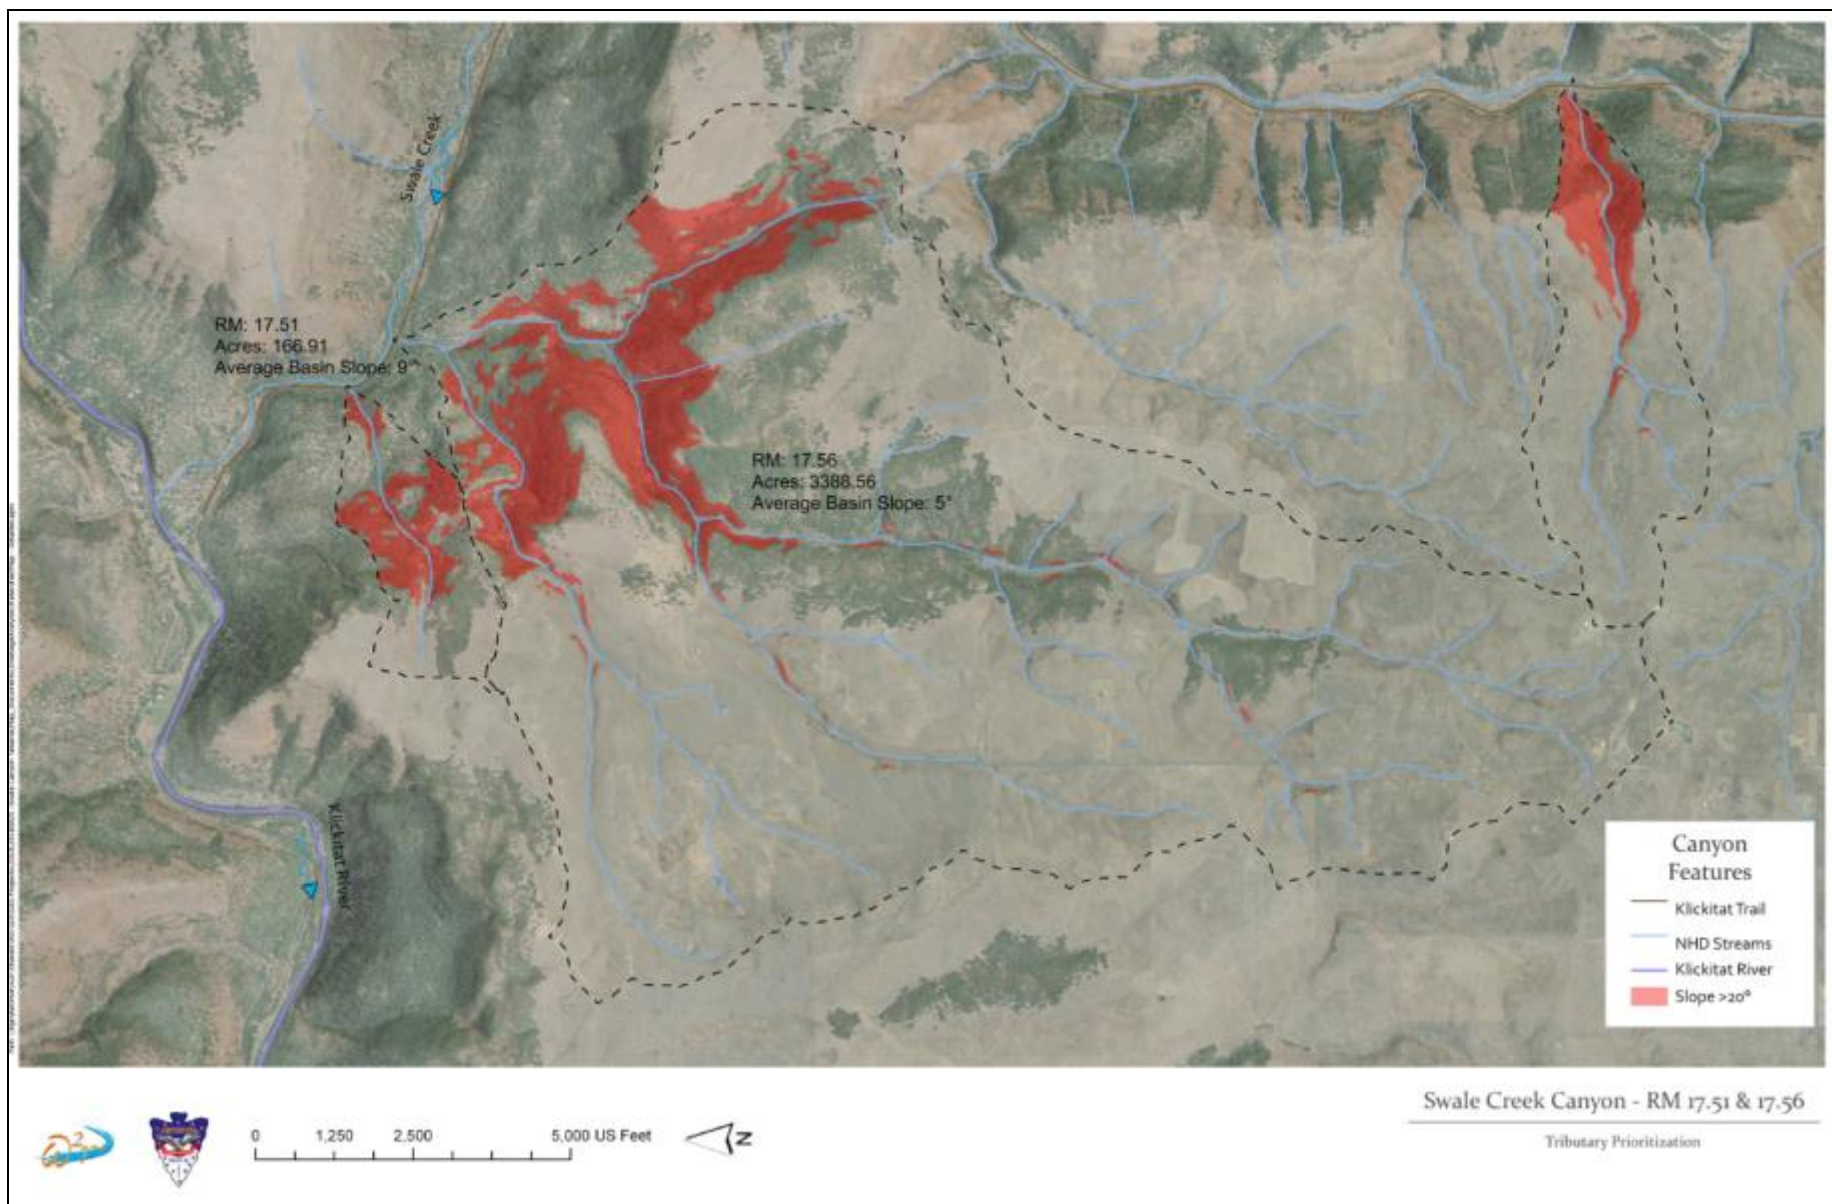 Swale Creek
RM: 17.51
Acres: 166.91
Average Basin Slope: 9°
RM: 17.56
Acres: 3388.56
Average Basin Slope: 5°
Klickitat River
Canyon
Features
Klickitat Trail
NHD Streams
Klickitat River
Slope >20°
0 1,250 2,500 5,000 US Feet
N
Swale Creek Canyon - RM 17.51 & 17.56
Tributary Prioritization